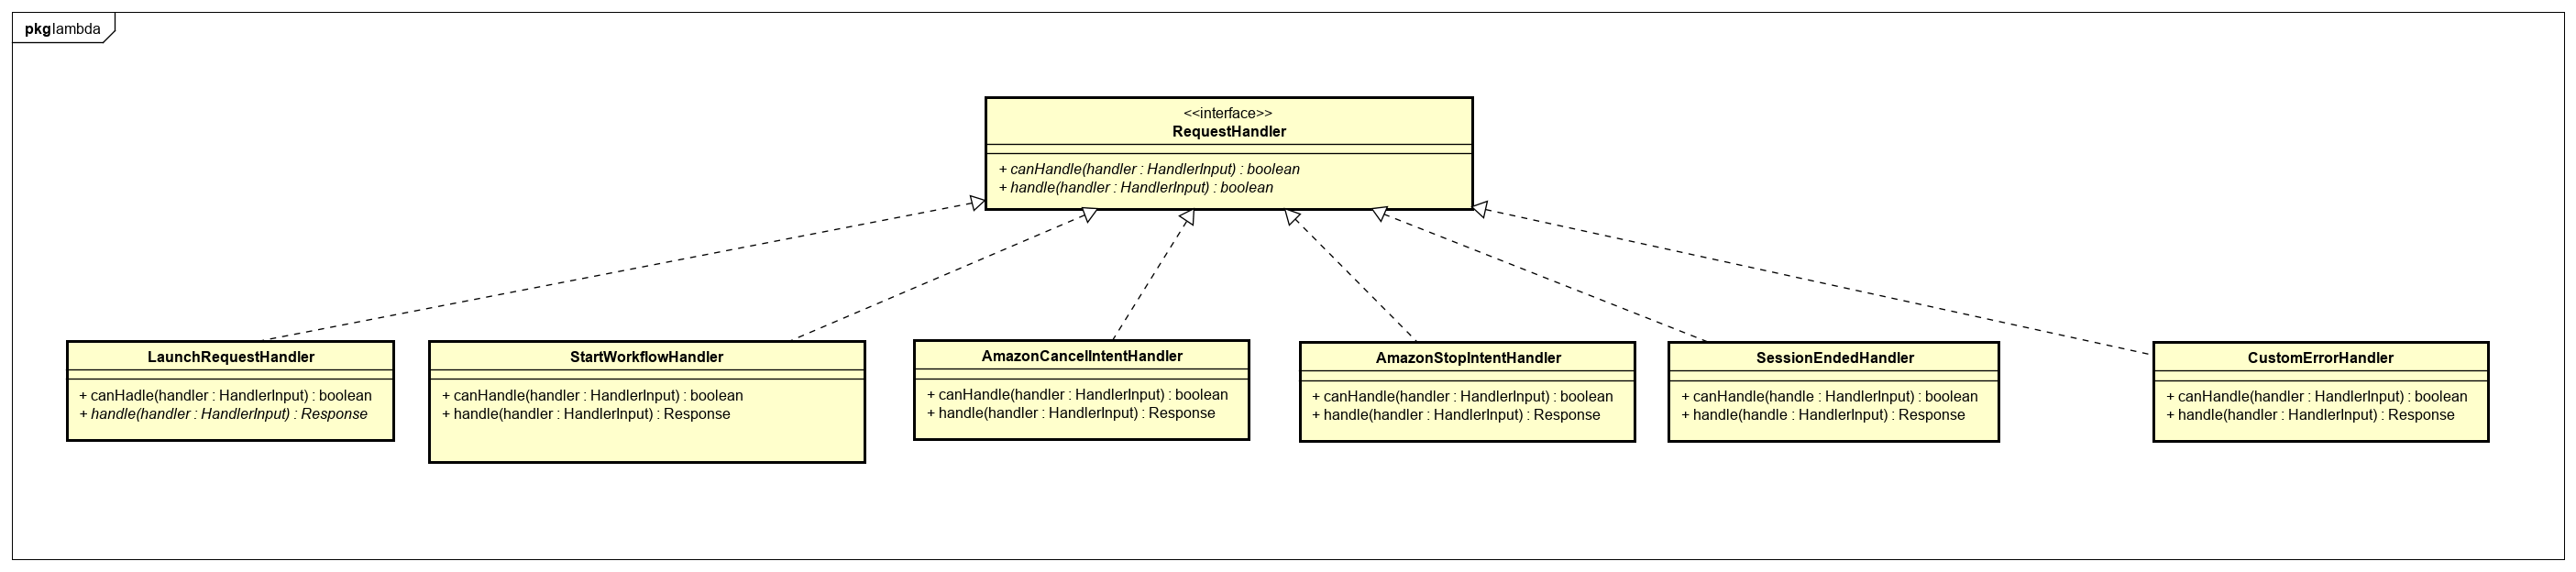 pkg lambda
<<interface>>
RequestHandler
+ canHandle(handler : HandlerInput) : boolean
+ handle(handler : HandlerInput) : boolean
LaunchRequestHandler
+ canHadle(handler : HandlerInput) : boolean
+ handle(handler : HandlerInput) : Response
StartWorkflowHandler
+ canHandle(handler : HandlerInput) : boolean
+ handle(handler : HandlerInput) : Response
AmazonCancelIntentHandler
+ canHandle(handler : HandlerInput) : boolean
+ handle(handler : HandlerInput) : Response
AmazonStopIntentHandler
+ canHandle(handler : HandlerInput) : boolean
+ handle(handler : HandlerInput) : Response
SessionEndedHandler
+ canHandle(handle : HandlerInput) : boolean
+ handle(handler : HandlerInput) : Response
CustomErrorHandler
+ canHandle(handler : HandlerInput) : boolean
+ handle(handler : HandlerInput) : Response